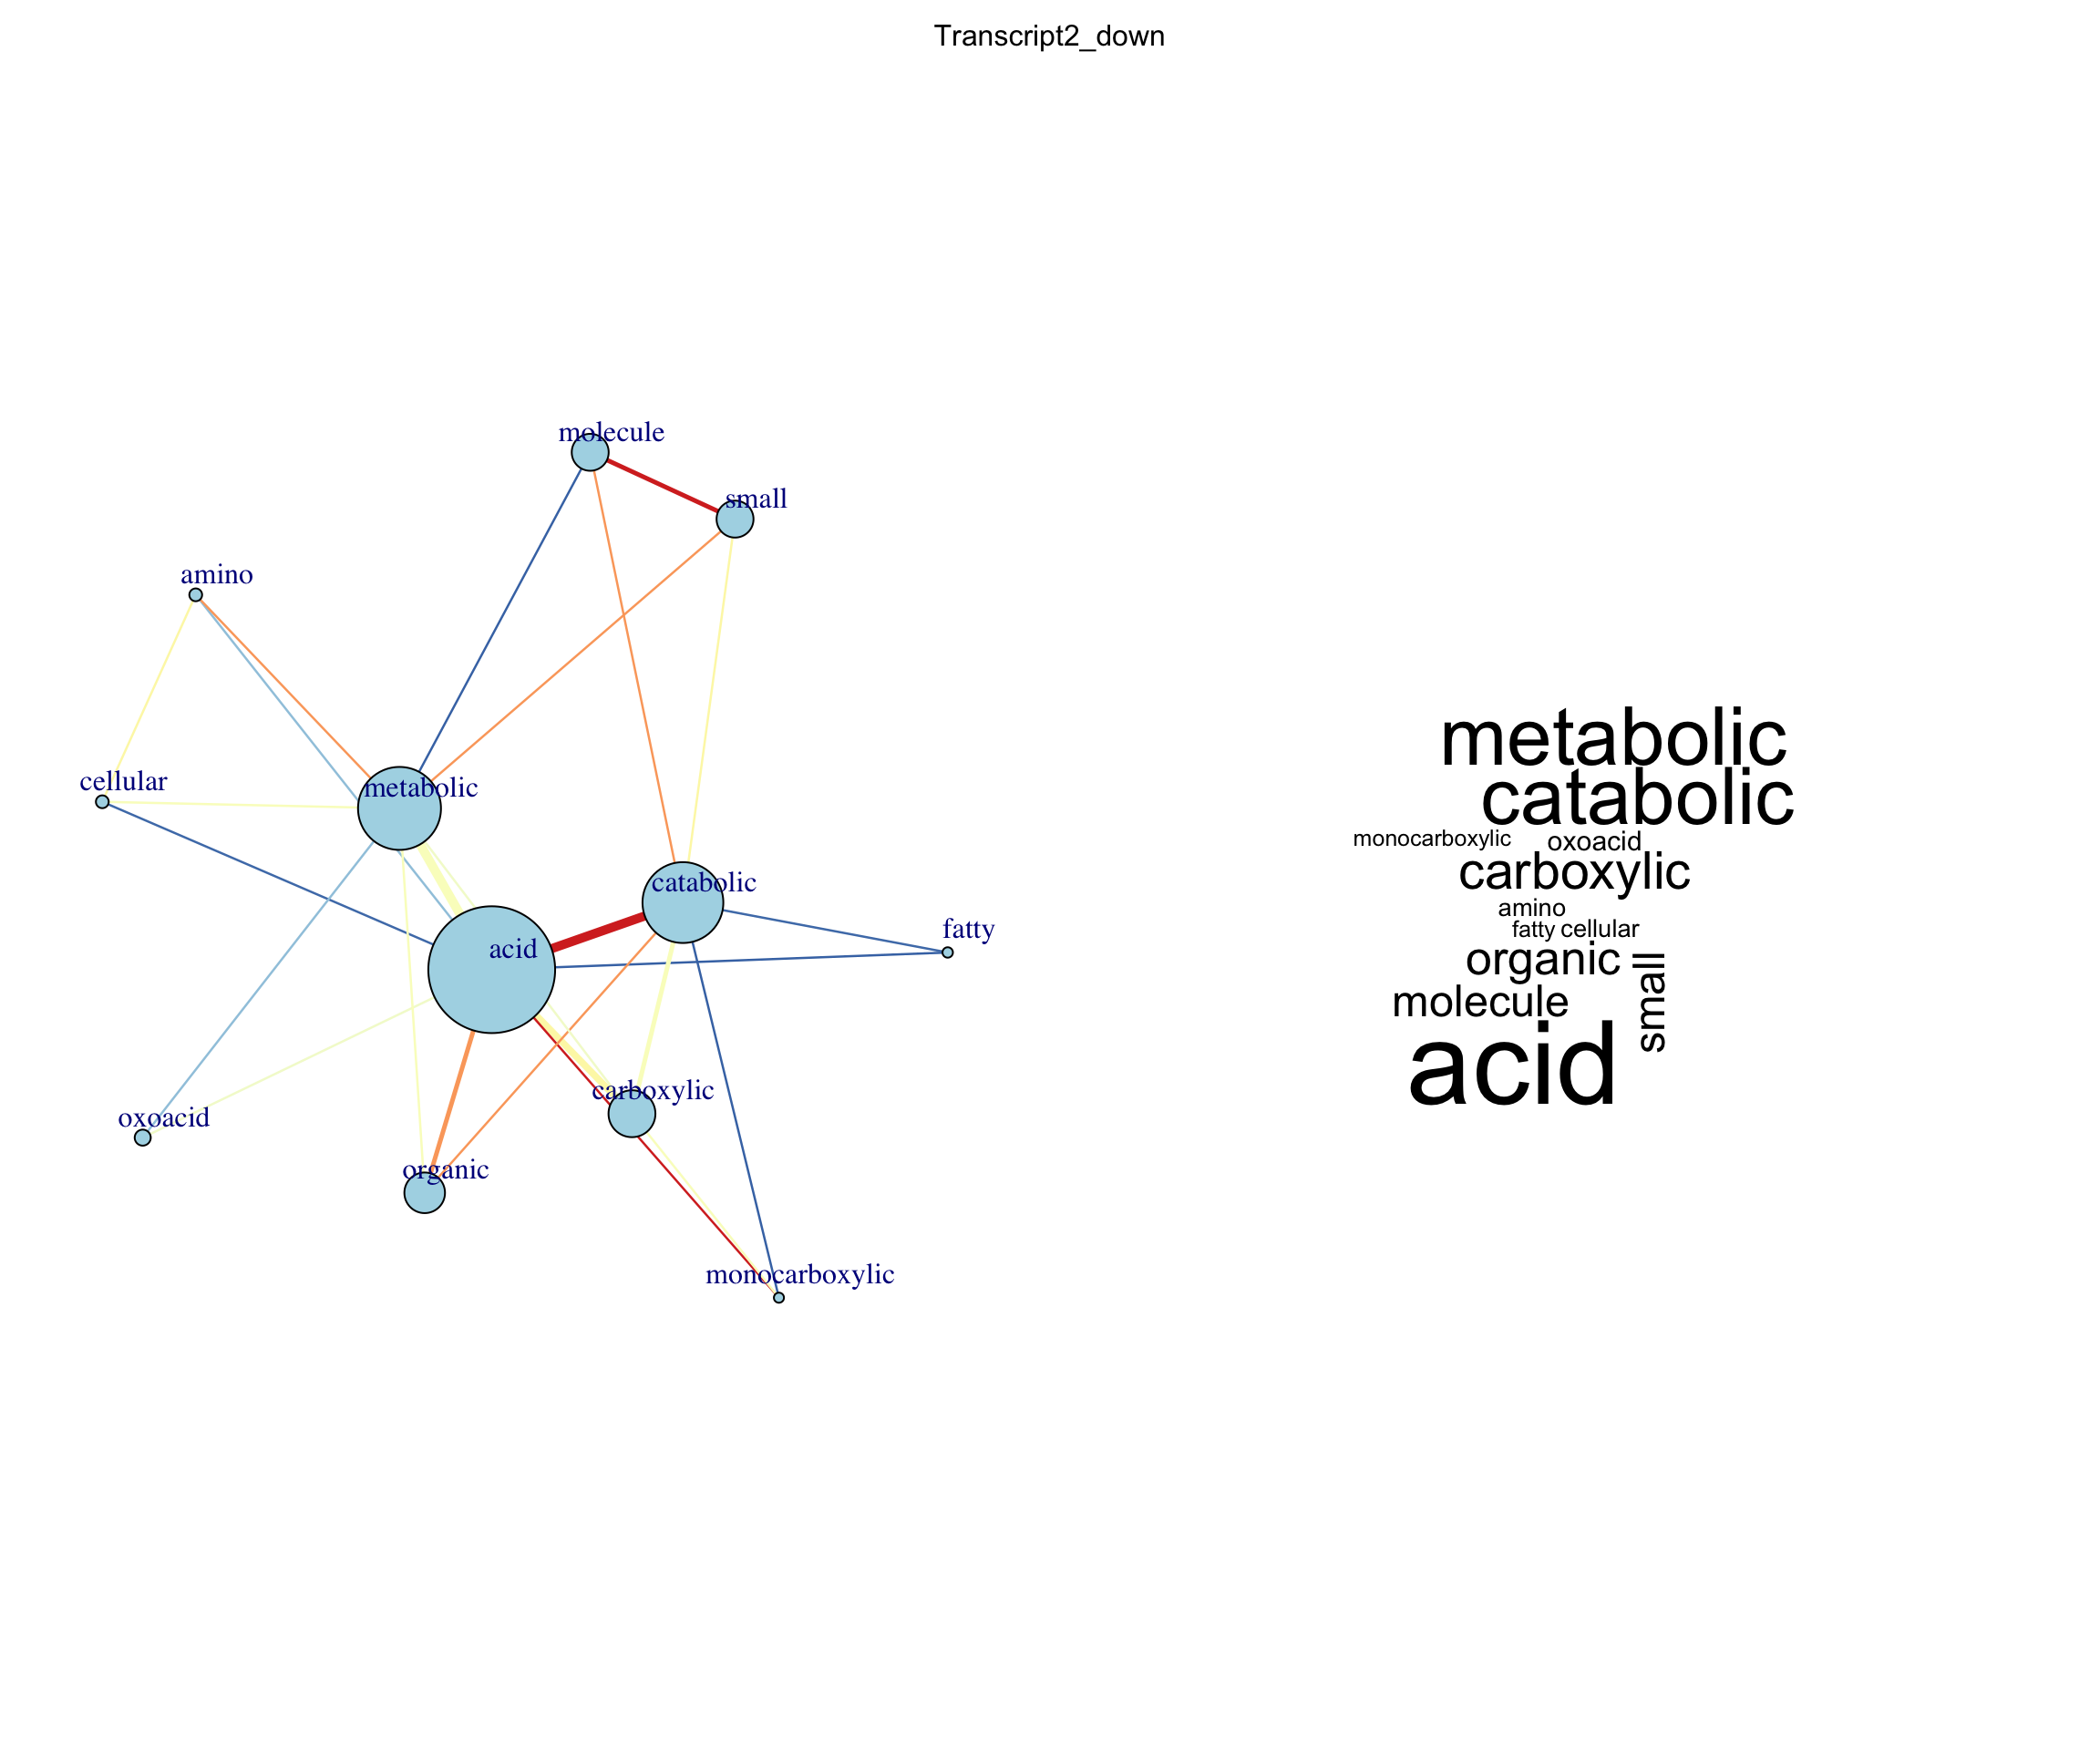 Transcript2_down
molecule
small
amino
cellular
metabolic
catabolic
acid
fatty
carboxylic
oxoacid
organic
monocarboxylic
metabolic
catabolic
monocarboxylic oxoacid
carboxylic
amino
fatty cellular
organic
small
molecule
acid